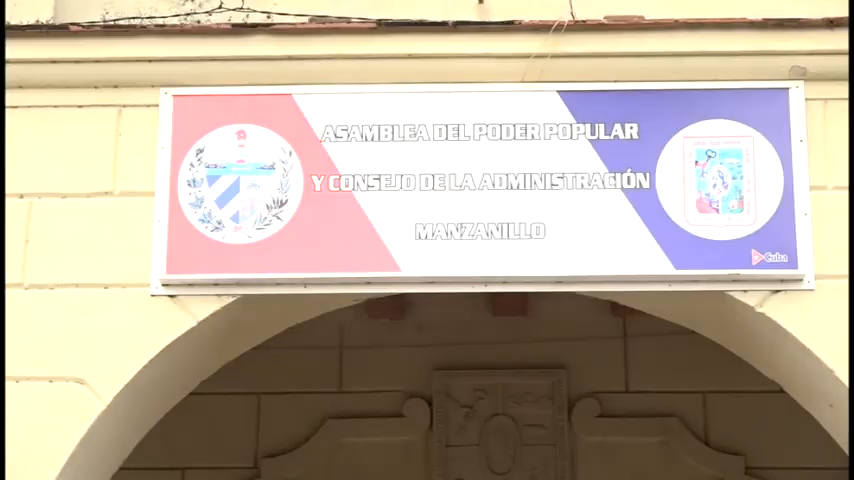 ASAMBLEA DEL PODER POPULAR
Y CONSEJO DE LA ADMINISTRACIÓN
MANZANILLO
Cuba